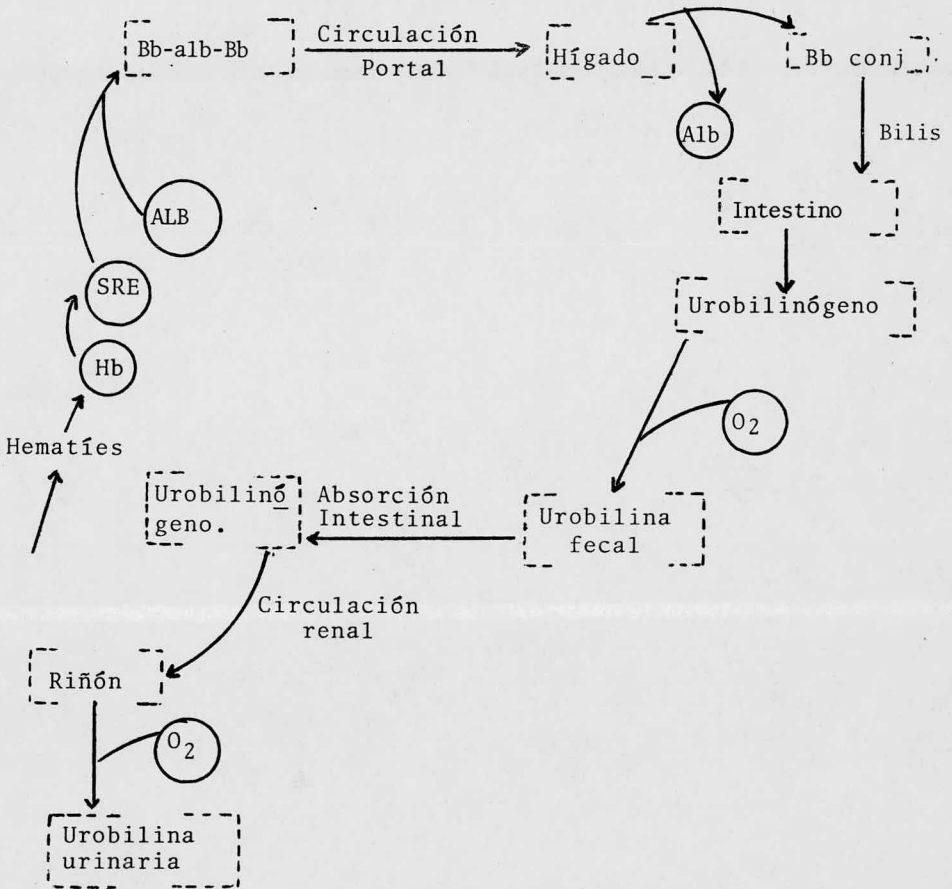 Bb-alb-Bb
Circulación
Portal
Hígado
Bb conj
Alb
Bilis
ALB
Intestino
SRE
Urobilinógeno
Hb
O2
Hematíes
Urobilinó
geno.
Absorción
Intestinal
Urobilina
fecal
Circulación
renal
Riñón
O2
Urobilina
urinaria